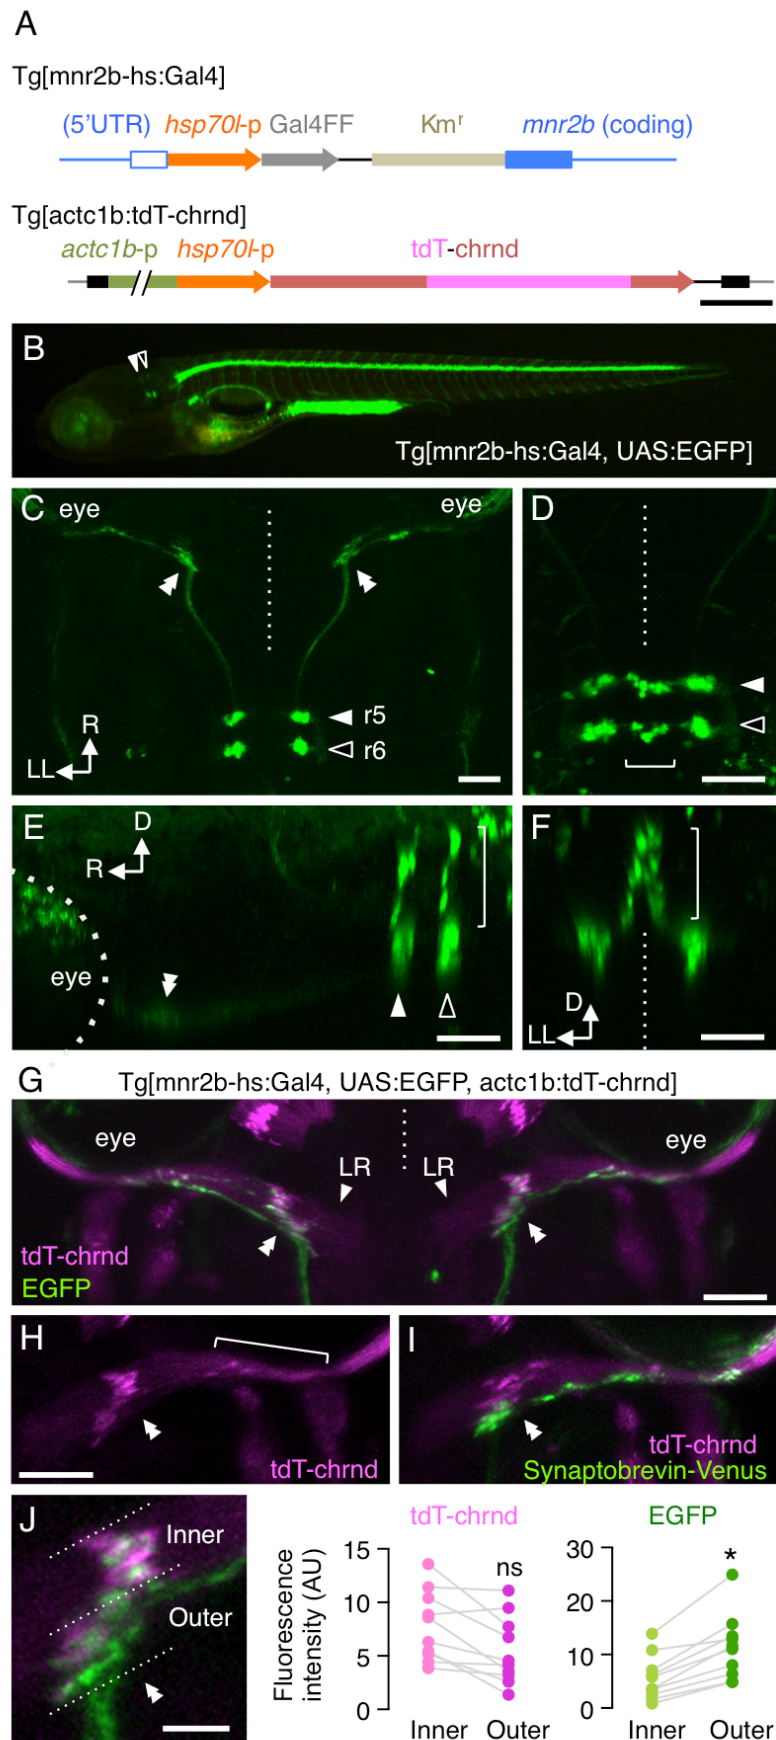 A
Tg[mnr2b-hs:Gal4]
(5'UTR) hsp70l-p Gal4FF Kmʳ mnr2b (coding)
Tg[actc1b:tdT-chrnd]
actc1b-p hsp70l-p tdT-chrnd
B
Tg[mnr2b-hs:Gal4, UAS:EGFP]
C
eye eye
r5
r6
R
LL
D
E
D
R
eye
F
D
LL
G
Tg[mnr2b-hs:Gal4, UAS:EGFP, actc1b:tdT-chrnd]
eye eye
LR LR
tdT-chrnd
EGFP
H
tdT-chrnd
I
tdT-chrnd
Synaptobrevin-Venus
J
Inner
Outer
tdT-chrnd
Fluorescence
intensity (AU)
15
10
5
0
ns
Inner Outer
EGFP
30
20
10
0
*
Inner Outer